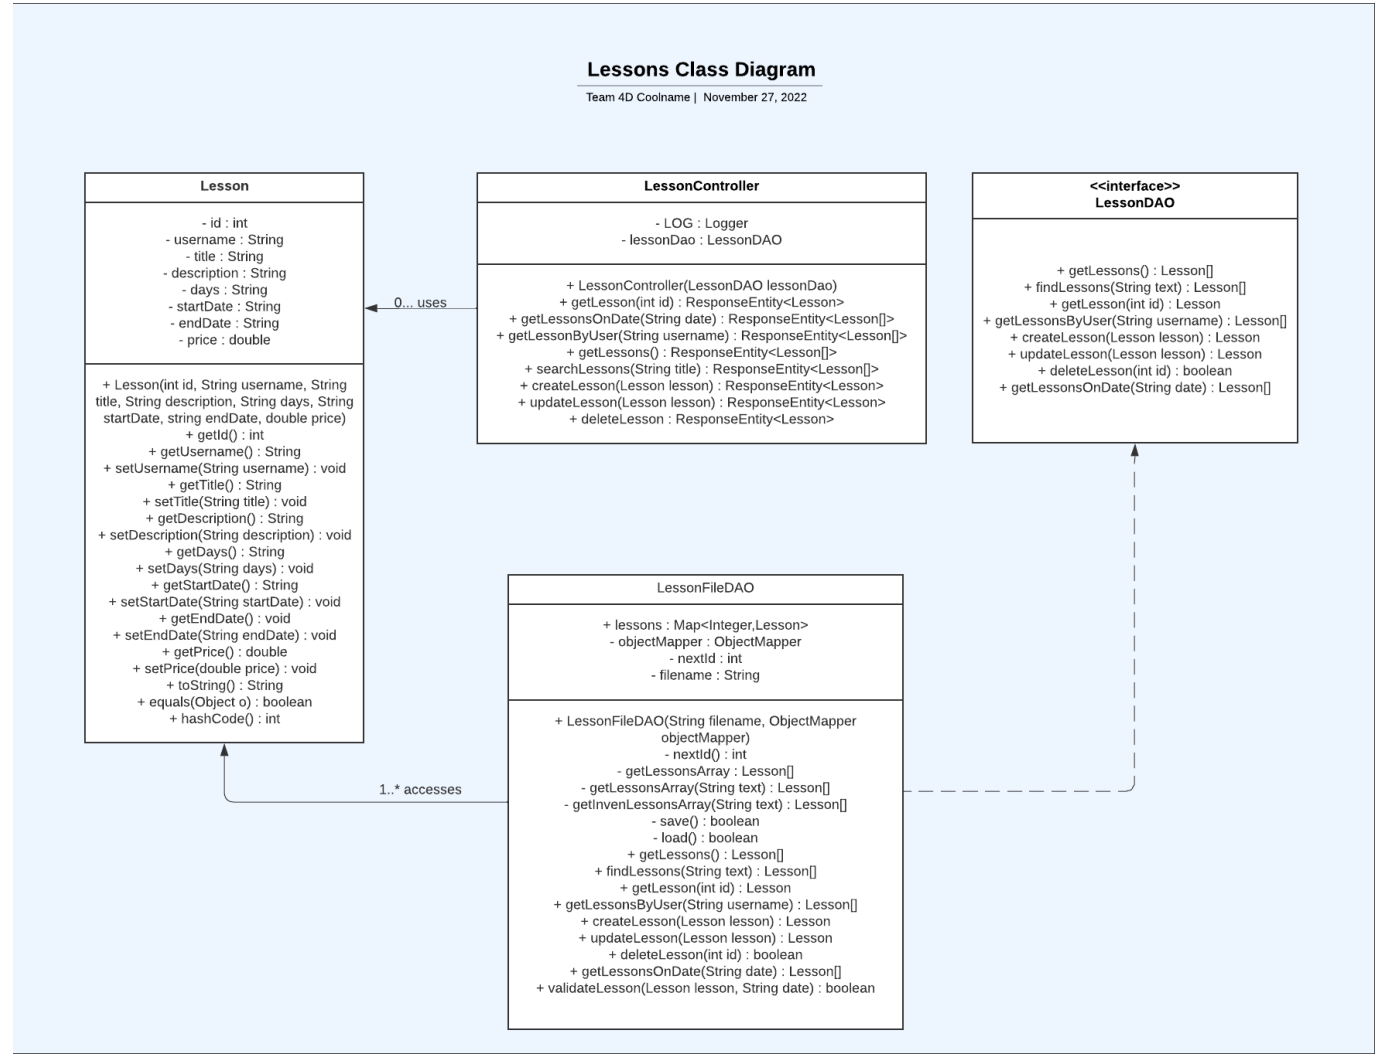 Lessons Class Diagram
Team 4D Coolname | November 27, 2022
Lesson
- id : int
- username : String
- title : String
- description : String
- days : String
- startDate : String
- endDate : String
- price : double
+ Lesson(int id, String username, String
title, String description, String days, String
startDate, string endDate, double price)
+ getId() : int
+ getUsername() : String
+ setUsername(String username) : void
+ getTitle() : String
+ setTitle(String title) : void
+ getDescription() : String
+ setDescription(String description) : void
+ getDays() : String
+ setDays(String days) : void
+ getStartDate() : String
+ setStartDate(String startDate) : void
+ getEndDate() : void
+ setEndDate(String endDate) : void
+ getPrice() : double
+ setPrice(double price) : void
+ toString() : String
+ equals(Object o) : boolean
+ hashCode() : int
0... uses
LessonController
- LOG : Logger
- lessonDao : LessonDAO
+ LessonController(LessonDAO lessonDao)
+ getLesson(int id) : ResponseEntity<Lesson>
+ getLessonsOnDate(String date) : ResponseEntity<Lesson[]>
+ getLessonByUser(String username) : ResponseEntity<Lesson[]>
+ getLessons() : ResponseEntity<Lesson[]>
+ searchLessons(String title) : ResponseEntity<Lesson[]>
+ createLesson(Lesson lesson) : ResponseEntity<Lesson>
+ updateLesson(Lesson lesson) : ResponseEntity<Lesson>
+ deleteLesson : ResponseEntity<Lesson>
<<interface>>
LessonDAO
+ getLessons() : Lesson[]
+ findLessons(String text) : Lesson[]
+ getLesson(int id) : Lesson
+ getLessonsByUser(String username) : Lesson[]
+ createLesson(Lesson lesson) : Lesson
+ updateLesson(Lesson lesson) : Lesson
+ deleteLesson(int id) : boolean
+ getLessonsOnDate(String date) : Lesson[]
1..* accesses
LessonFileDAO
+ lessons : Map<Integer,Lesson>
- objectMapper : ObjectMapper
- nextId : int
- filename : String
+ LessonFileDAO(String filename, ObjectMapper
objectMapper)
- nextId() : int
- getLessonsArray : Lesson[]
- getLessonsArray(String text) : Lesson[]
- getInvenLessonsArray(String text) : Lesson[]
- save() : boolean
- load() : boolean
+ getLessons() : Lesson[]
+ findLessons(String text) : Lesson[]
+ getLesson(int id) : Lesson
+ getLessonsByUser(String username) : Lesson[]
+ createLesson(Lesson lesson) : Lesson
+ updateLesson(Lesson lesson) : Lesson
+ deleteLesson(int id) : boolean
+ getLessonsOnDate(String date) : Lesson[]
+ validateLesson(Lesson lesson, String date) : boolean